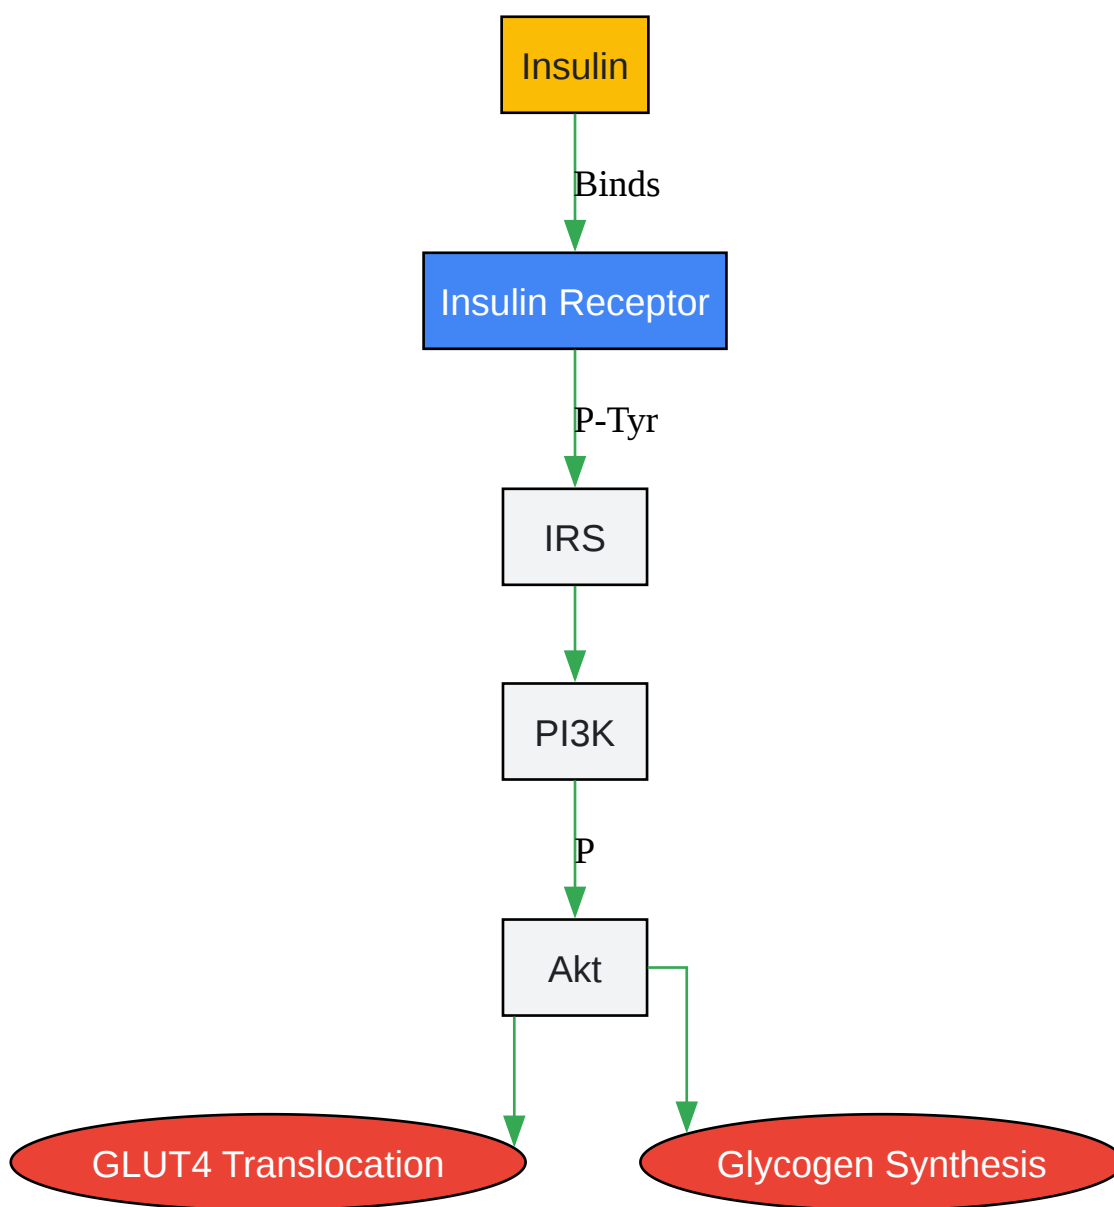 Insulin
Binds
Insulin Receptor
P-Tyr
IRS
PI3K
P
Akt
GLUT4 Translocation
Glycogen Synthesis